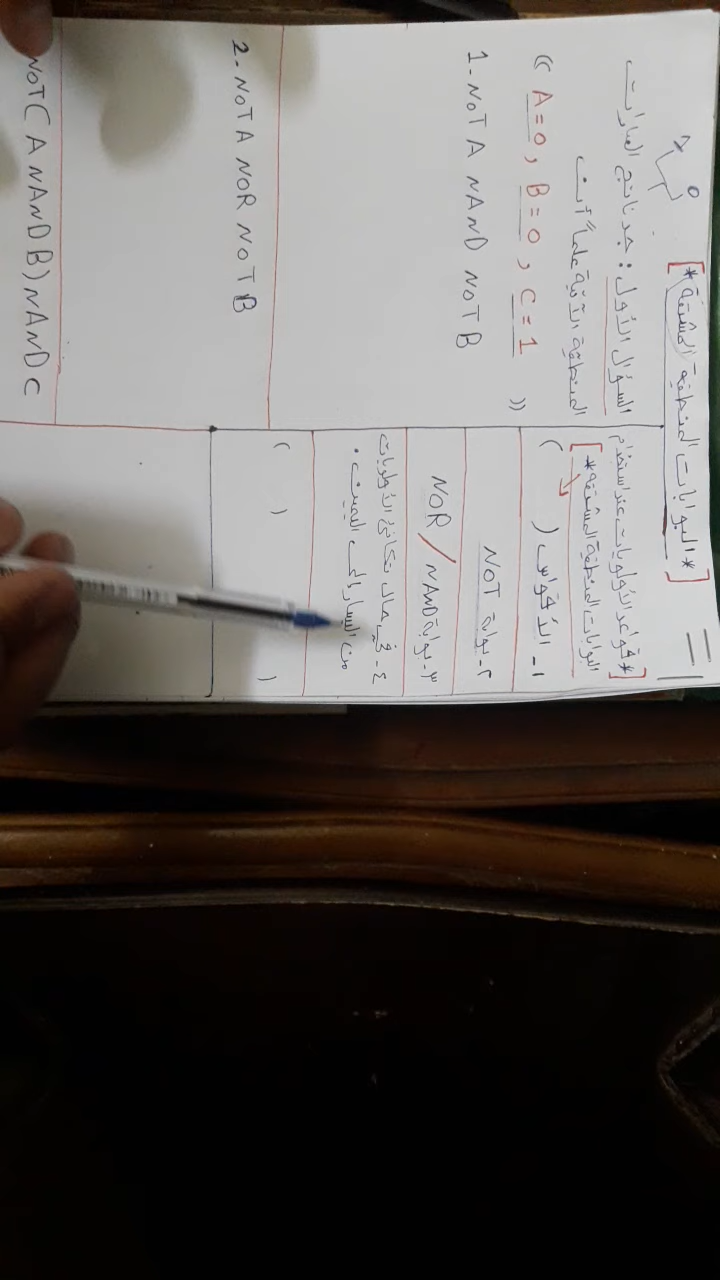 [* البوابات المنطقية المشتقة *]
السؤال الأول : جد ناتج العبارات
المنطقية الآتية علماً أن
(( A=0 , B=0 , C=1 ))
1- NOT A NAND NOT B
2- NOT A NOR NOT B
NOT ( A NAND B) NAND C
[* قواعد الأولويات عند استخدام
البوابات المنطقية المشتقة *]
١- الأقواس ( )
٢- بوابة NOT
٣- بوابة NAND / NOR
٤- في حال تكافئ الأولويات
من اليسار إلى اليمين .
( ) (